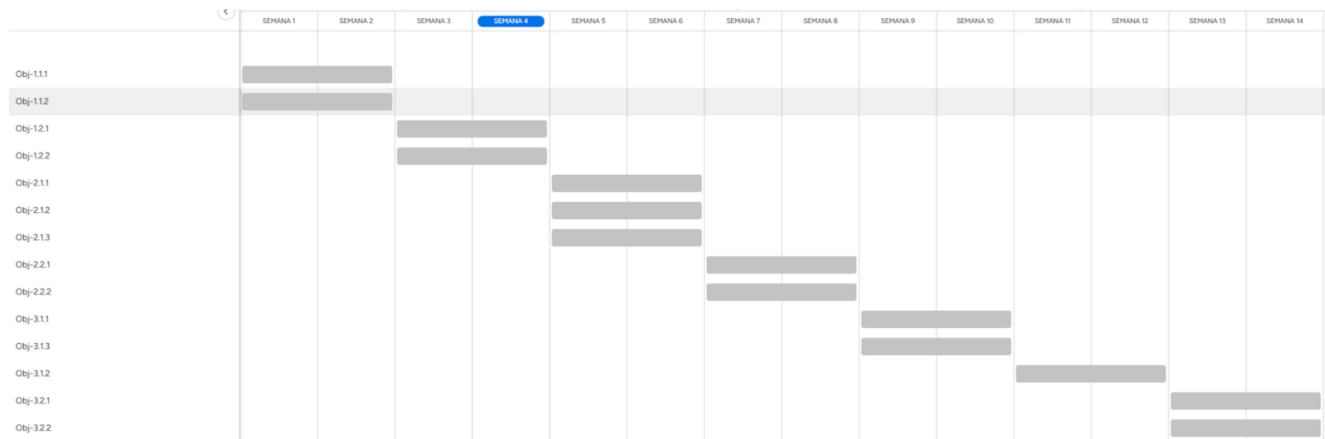 SEMANA 1 SEMANA 2 SEMANA 3 SEMANA 4 SEMANA 5 SEMANA 6 SEMANA 7 SEMANA 8 SEMANA 9 SEMANA 10 SEMANA 11 SEMANA 12 SEMANA 13 SEMANA 14
Obj-1.1.1
Obj-1.1.2
Obj-1.2.1
Obj-1.2.2
Obj-2.1.1
Obj-2.1.2
Obj-2.1.3
Obj-2.2.1
Obj-2.2.2
Obj-3.1.1
Obj-3.1.3
Obj-3.1.2
Obj-3.2.1
Obj-3.2.2